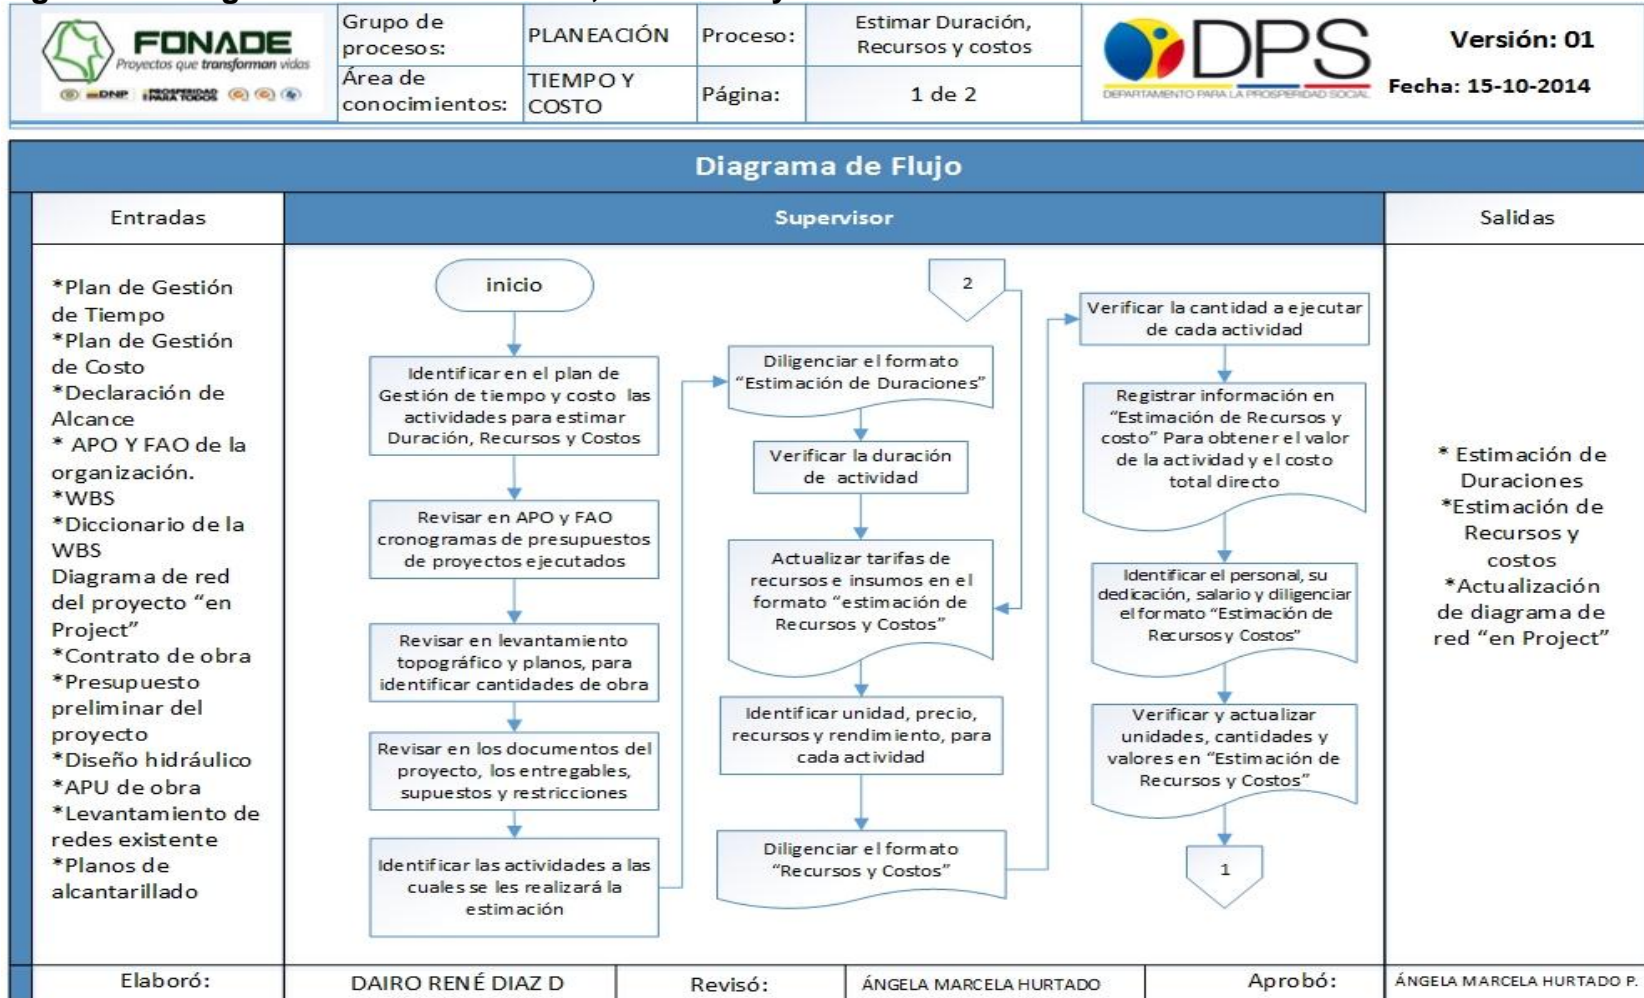 FONADE
Proyectos que transforman vidas
DNP
PROSPERIDAD
PARA TODOS
Grupo de
procesos:
PLANEACIÓN
Proceso:
Estimar Duración,
Recursos y costos
Área de
conocimientos:
TIEMPO Y
COSTO
Página:
1 de 2
DPS
DEPARTAMENTO PARA LA PROSPERIDAD SOCIAL
Versión: 01
Fecha: 15-10-2014
Diagrama de Flujo
Entradas
Supervisor
Salidas
*Plan de Gestión
de Tiempo
*Plan de Gestión
de Costo
*Declaración de
Alcance
* APO Y FAO de la
organización.
*WBS
*Diccionario de la
WBS
Diagrama de red
del proyecto “en
Project”
*Contrato de obra
*Presupuesto
preliminar del
proyecto
*Diseño hidráulico
*APU de obra
*Levantamiento de
redes existente
*Planos de
alcantarillado
inicio
Identificar en el plan de
Gestión de tiempo y costo las
actividades para estimar
Duración, Recursos y Costos
Revisar en APO y FAO
cronogramas de presupuestos
de proyectos ejecutados
Revisar en levantamiento
topográfico y planos, para
identificar cantidades de obra
Revisar en los documentos del
proyecto, los entregables,
supuestos y restricciones
Identificar las actividades a las
cuales se les realizará la
estimación
2
Diligenciar el formato
“Estimación de Duraciones”
Verificar la duración
de actividad
Actualizar tarifas de
recursos e insumos en el
formato “estimación de
Recursos y Costos”
Identificar unidad, precio,
recursos y rendimiento, para
cada actividad
Diligenciar el formato
“Recursos y Costos”
Verificar la cantidad a ejecutar
de cada actividad
Registrar información en
“Estimación de Recursos y
costo” Para obtener el valor
de la actividad y el costo
total directo
Identificar el personal, su
dedicación, salario y diligenciar
el formato “Estimación de
Recursos y Costos”
Verificar y actualizar
unidades, cantidades y
valores en “Estimación de
Recursos y Costos”
1
* Estimación de
Duraciones
*Estimación de
Recursos y
costos
*Actualización
de diagrama de
red “en Project”
Elaboró:
DAIRO RENÉ DIAZ D
Revisó:
ÁNGELA MARCELA HURTADO
Aprobó:
ÁNGELA MARCELA HURTADO P.